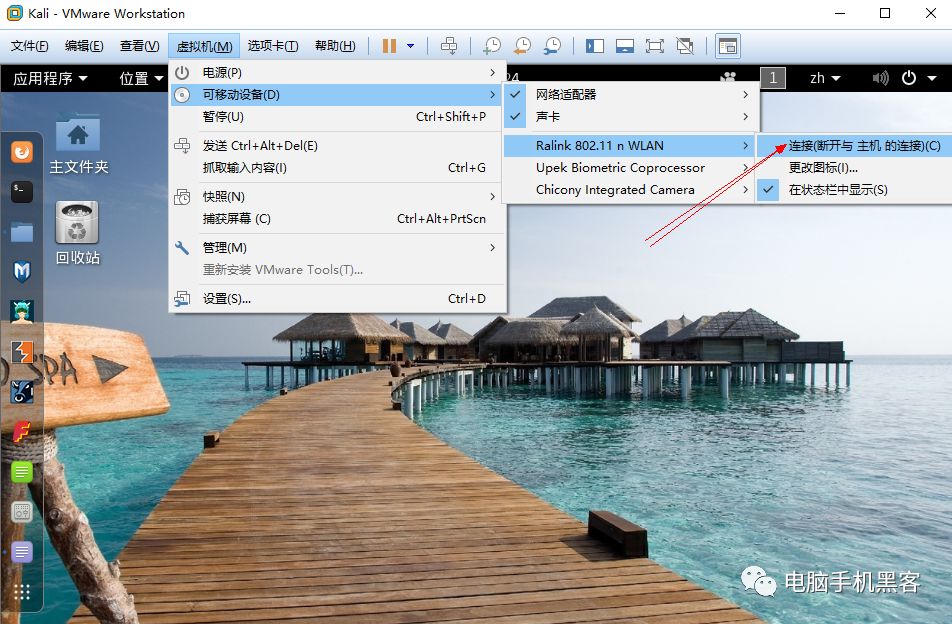 Kali - VMware Workstation
文件(F) 编辑(E) 查看(V) 虚拟机(M) 选项卡(T) 帮助(H)
应用程序 位置 24 1 zh
电源(P)
可移动设备(D)
暂停(U) Ctrl+Shift+P
发送 Ctrl+Alt+Del(E)
抓取输入内容(I) Ctrl+G
快照(N)
捕获屏幕 (C) Ctrl+Alt+PrtScn
管理(M)
重新安装 VMware Tools(T)...
设置(S)... Ctrl+D
网络适配器
声卡
Ralink 802.11 n WLAN
Upek Biometric Coprocessor
Chicony Integrated Camera
连接(断开与 主机 的连接)(C)
更改图标(I)...
在状态栏中显示(S)
主文件夹
回收站
SPA
电脑手机黑客